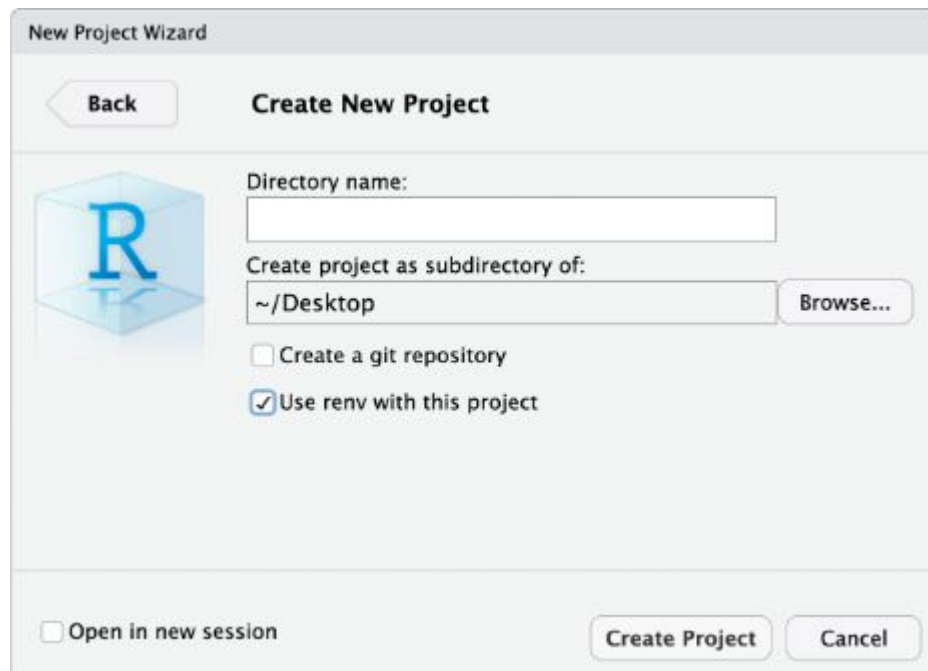 New Project Wizard
Back
Create New Project
R
Directory name:
Create project as subdirectory of:
~/Desktop
Browse...
Create a git repository
Use renv with this project
Open in new session
Create Project
Cancel